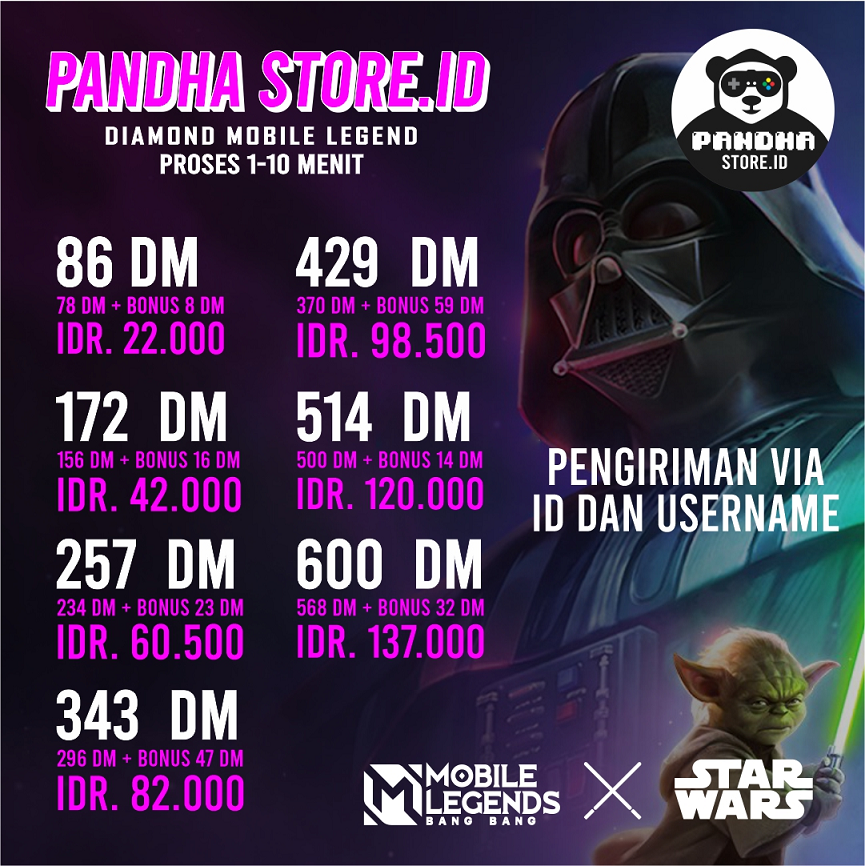 PANDHA STORE.ID
DIAMOND MOBILE LEGEND
PROSES 1-10 MENIT
PANDHA
STORE.ID
86 DM
78 DM + BONUS 8 DM
IDR. 22.000
172 DM
156 DM + BONUS 16 DM
IDR. 42.000
257 DM
234 DM + BONUS 23 DM
IDR. 60.500
343 DM
296 DM + BONUS 47 DM
IDR. 82.000
429 DM
370 DM + BONUS 59 DM
IDR. 98.500
514 DM
500 DM + BONUS 14 DM
IDR. 120.000
600 DM
568 DM + BONUS 32 DM
IDR. 137.000
PENGIRIMAN VIA
ID DAN USERNAME
MOBILE
LEGENDS
BANG BANG
STAR
WARS